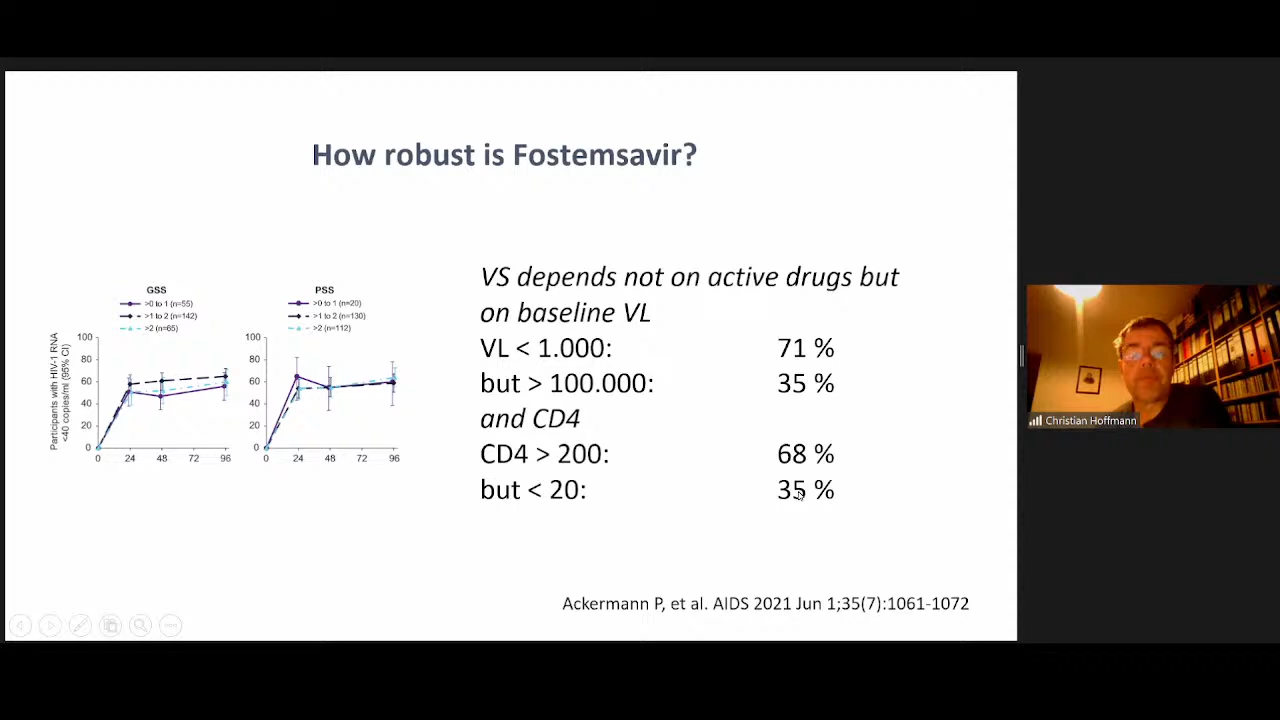 How robust is Fostemsavir?
GSS
>0 to 1 (n=55)
>1 to 2 (n=142)
>2 (n=65)
PSS
>0 to 1 (n=20)
>1 to 2 (n=130)
>2 (n=112)
Participants with HIV-1 RNA
<40 copies/ml (95% CI)
100
80
60
40
20
0
0 24 48 72 96
100
80
60
40
20
0
0 24 48 72 96
VS depends not on active drugs but
on baseline VL
VL < 1.000: 71 %
but > 100.000: 35 %
and CD4
CD4 > 200: 68 %
but < 20: 35 %
Ackermann P, et al. AIDS 2021 Jun 1;35(7):1061-1072
Christian Hoffmann